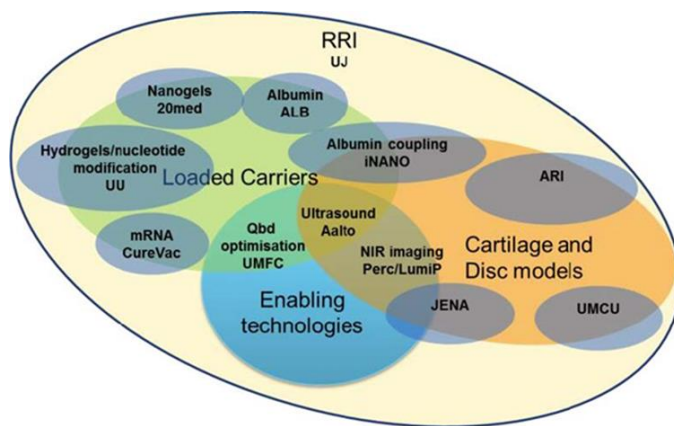 RRI
UJ
Nanogels
20med
Albumin
ALB
Hydrogels/nucleotide
modification
UU
Loaded Carriers
Albumin coupling
iNANO
ARI
mRNA
CureVac
Qbd
optimisation
UMFC
Ultrasound
Aalto
NIR imaging
Perc/LumiP
Cartilage and
Disc models
Enabling
technologies
JENA
UMCU